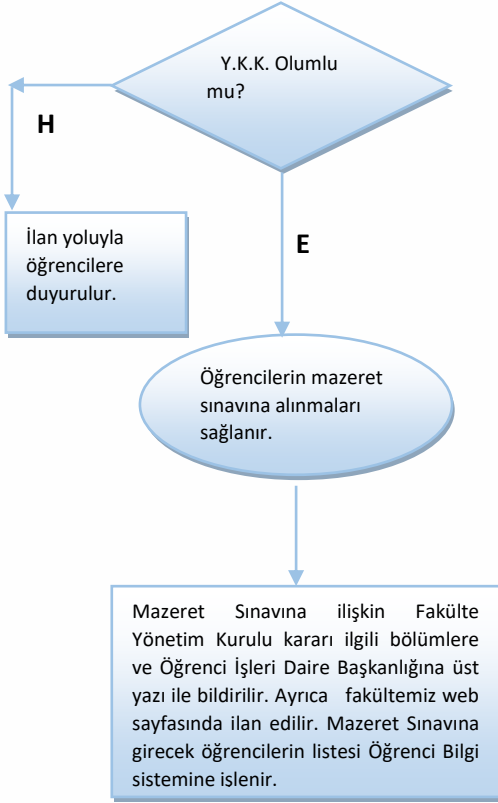 Y.K.K. Olumlu
mu?
H
İlan yoluyla
öğrencilere
duyurulur.
E
Öğrencilerin mazeret
sınavına alınmaları
sağlanır.
Mazeret Sınavına ilişkin Fakülte
Yönetim Kurulu kararı ilgili bölümlere
ve Öğrenci İşleri Daire Başkanlığına üst
yazı ile bildirilir. Ayrıca fakültemiz web
sayfasında ilan edilir. Mazeret Sınavına
girecek öğrencilerin listesi Öğrenci Bilgi
sistemine işlenir.